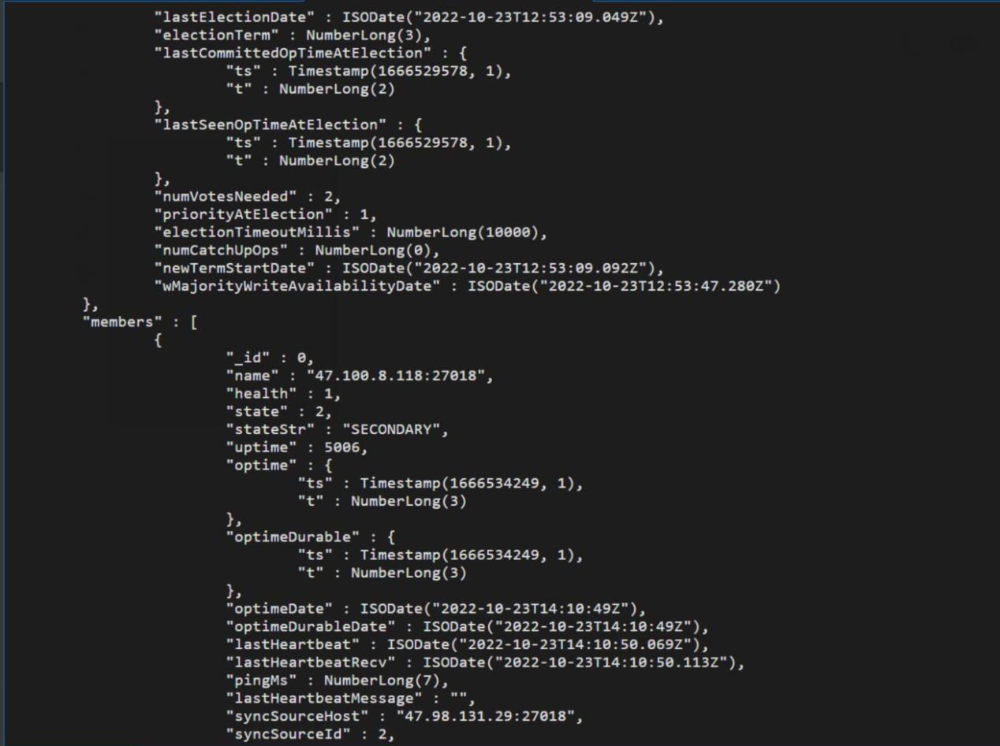 "lastElectionDate" : ISODate("2022-10-23T12:53:09.049Z"),
"electionTerm" : NumberLong(3),
"lastCommittedOpTimeAtElection" : {
"ts" : Timestamp(1666529578, 1),
"t" : NumberLong(2)
},
"lastSeenOpTimeAtElection" : {
"ts" : Timestamp(1666529578, 1),
"t" : NumberLong(2)
},
"numVotesNeeded" : 2,
"priorityAtElection" : 1,
"electionTimeoutMillis" : NumberLong(10000),
"numCatchUpOps" : NumberLong(0),
"newTermStartDate" : ISODate("2022-10-23T12:53:09.092Z"),
"wMajorityWriteAvailabilityDate" : ISODate("2022-10-23T12:53:47.280Z")
},
"members" : [
{
"_id" : 0,
"name" : "47.100.8.118:27018",
"health" : 1,
"state" : 2,
"stateStr" : "SECONDARY",
"uptime" : 5006,
"optime" : {
"ts" : Timestamp(1666534249, 1),
"t" : NumberLong(3)
},
"optimeDurable" : {
"ts" : Timestamp(1666534249, 1),
"t" : NumberLong(3)
},
"optimeDate" : ISODate("2022-10-23T14:10:49Z"),
"optimeDurableDate" : ISODate("2022-10-23T14:10:49Z"),
"lastHeartbeat" : ISODate("2022-10-23T14:10:50.069Z"),
"lastHeartbeatRecv" : ISODate("2022-10-23T14:10:50.113Z"),
"pingMs" : NumberLong(7),
"lastHeartbeatMessage" : "",
"syncSourceHost" : "47.98.131.29:27018",
"syncSourceId" : 2,